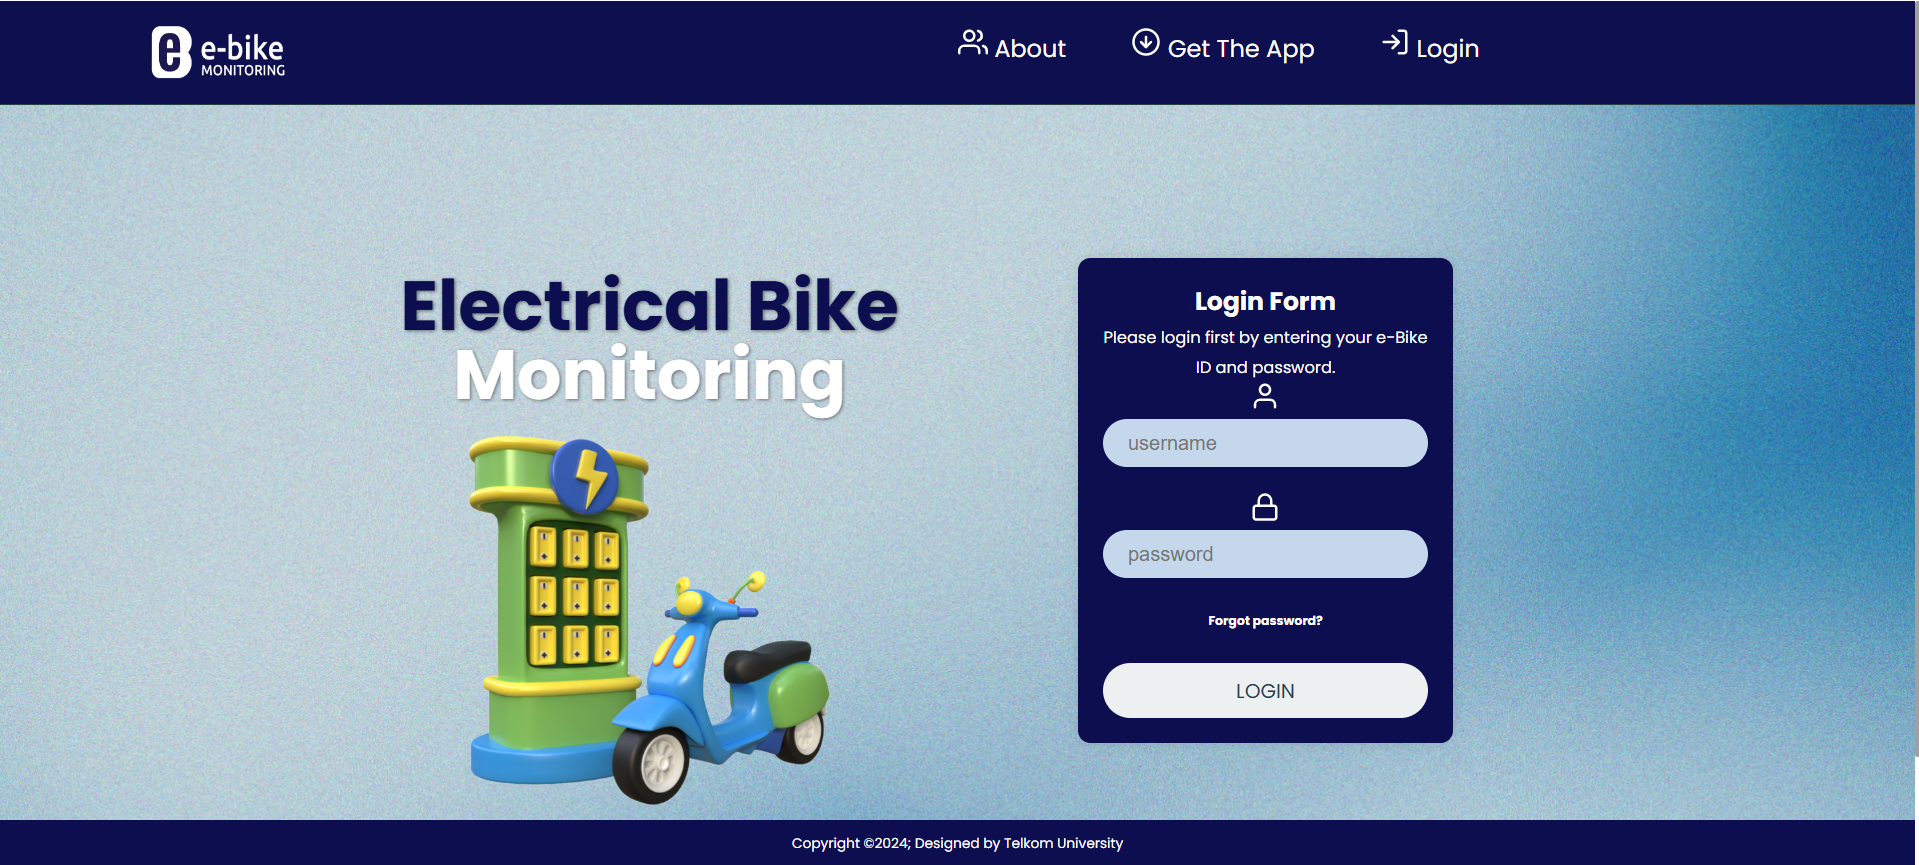 e-bike
MONITORING
About
Get The App
Login
Electrical Bike
Monitoring
Login Form
Please login first by entering your e-Bike
ID and password.
username
password
Forgot password?
LOGIN
Copyright ©2024; Designed by Telkom University